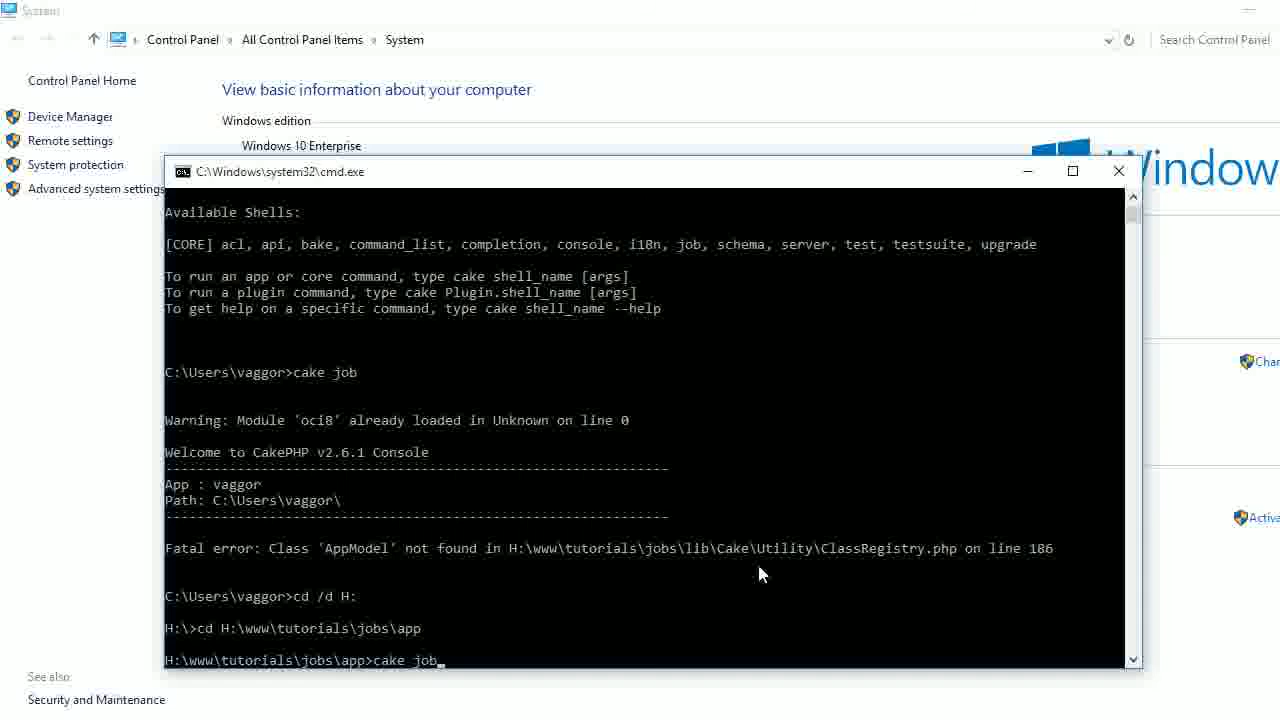 System
Control Panel
All Control Panel Items
System
Search Control Panel
Control Panel Home
View basic information about your computer
Device Manager
Windows edition
Remote settings
Windows 10 Enterprise
System protection
Advanced system settings
Window
C:\Windows\system32\cmd.exe
Available Shells:
[CORE] acl, api, bake, command_list, completion, console, i18n, job, schema, server, test, testsuite, upgrade
To run an app or core command, type cake shell_name [args]
To run a plugin command, type cake Plugin.shell_name [args]
To get help on a specific command, type cake shell_name --help
C:\Users\vaggor>cake job
Warning: Module 'oci8' already loaded in Unknown on line 0
Welcome to CakePHP v2.6.1 Console
---------------------------------------------------------------
App : vaggor
Path: C:\Users\vaggor\
---------------------------------------------------------------
Fatal error: Class 'AppModel' not found in H:\www\tutorials\jobs\lib\Cake\Utility\ClassRegistry.php on line 186
C:\Users\vaggor>cd /d H:
H:\>cd H:\www\tutorials\jobs\app
H:\www\tutorials\jobs\app>cake job_
Char
Activa
See also
Security and Maintenance